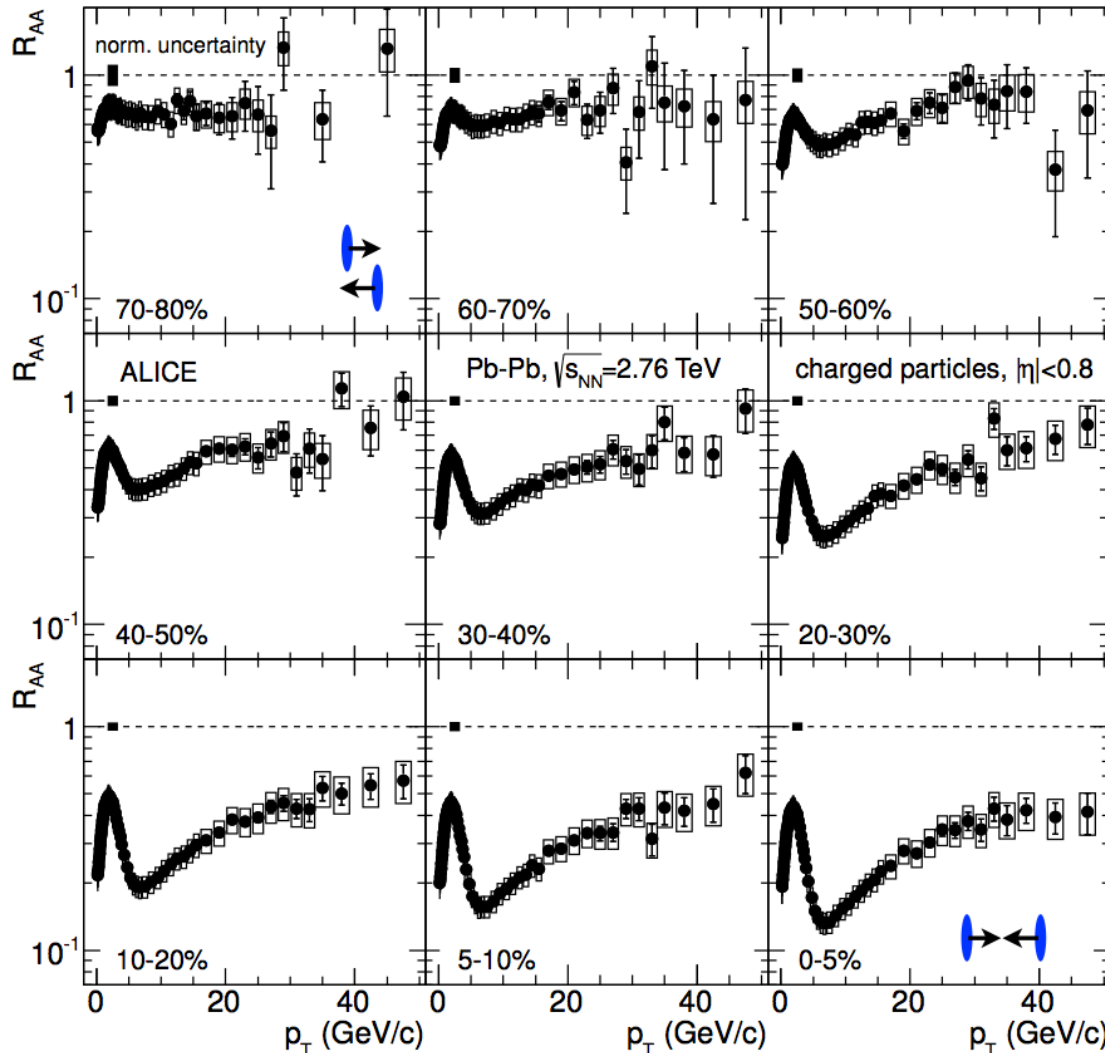 R_AA
norm. uncertainty
1
10^-1
70-80%
60-70%
50-60%
R_AA
ALICE
Pb-Pb, √s_NN=2.76 TeV
charged particles, |η|<0.8
1
10^-1
40-50%
30-40%
20-30%
R_AA
1
10^-1
10-20%
5-10%
0-5%
0 20 40 0 20 40 0 20 40
p_T (GeV/c) p_T (GeV/c) p_T (GeV/c)